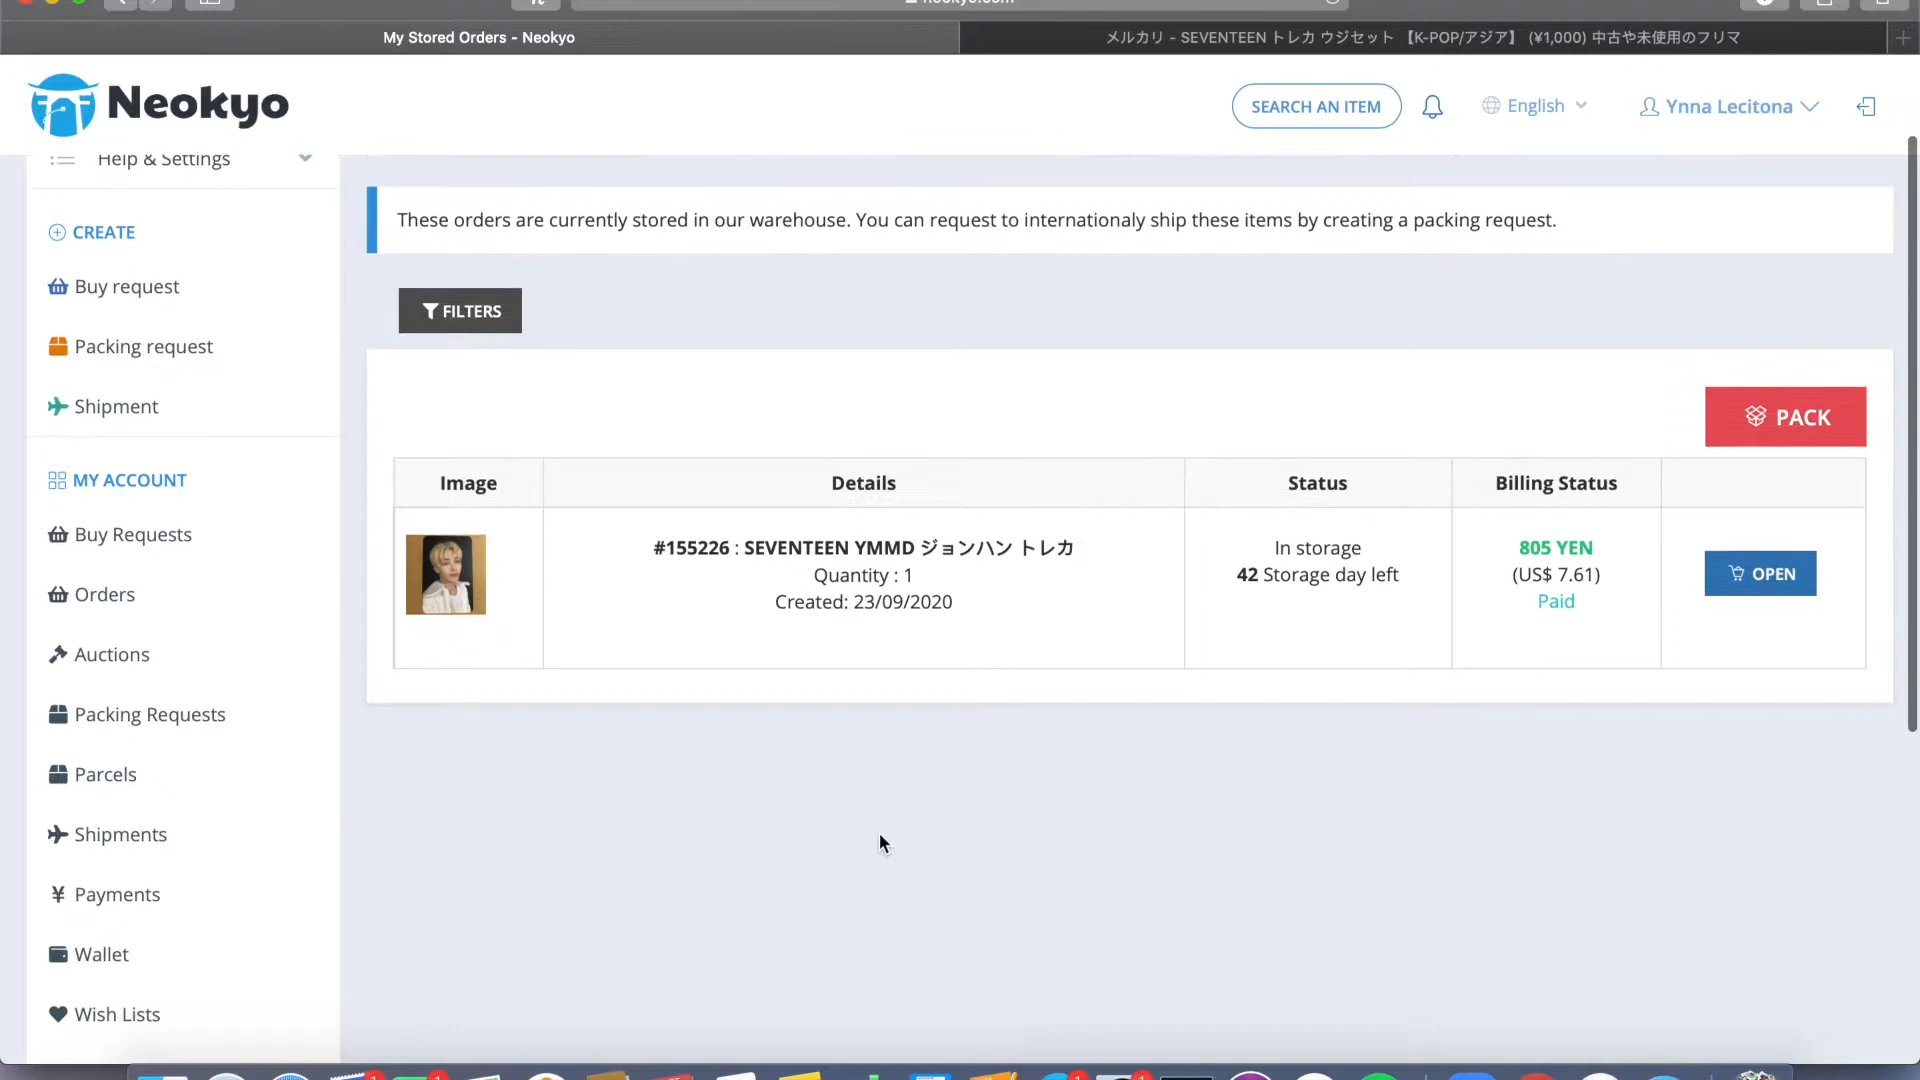 My Stored Orders - Neokyo
メルカリ - SEVENTEEN トレカ ウジセット 【K-POP/アジア】 (¥1,000) 中古や未使用のフリマ
Neokyo
SEARCH AN ITEM
English
Ynna Lecitona
Help & Settings
These orders are currently stored in our warehouse. You can request to internationaly ship these items by creating a packing request.
CREATE
Buy request
FILTERS
Packing request
Shipment
PACK
MY ACCOUNT
Image
Details
Status
Billing Status
Buy Requests
#155226 : SEVENTEEN YMMD ジョンハン トレカ
Quantity : 1
Created: 23/09/2020
In storage
42 Storage day left
805 YEN
(US$ 7.61)
Paid
OPEN
Orders
Auctions
Packing Requests
Parcels
Shipments
¥ Payments
Wallet
Wish Lists